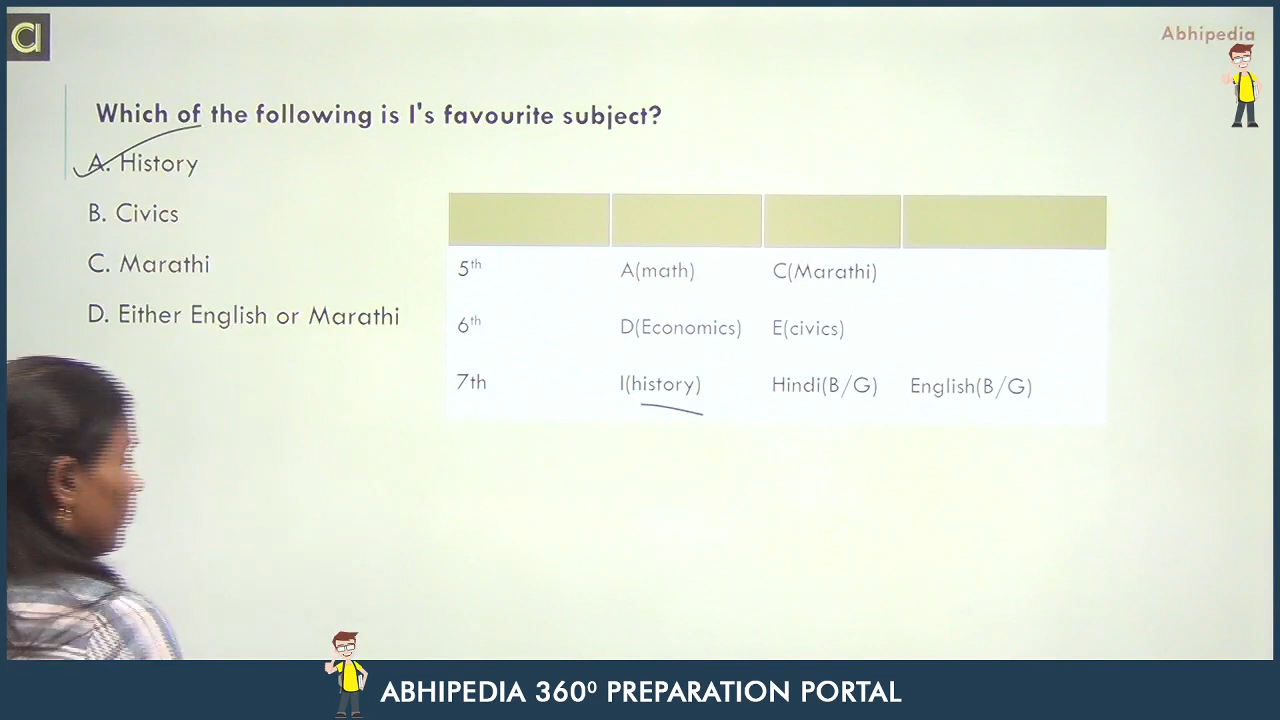 Abhipedia
Which of the following is I's favourite subject?
A. History
B. Civics
C. Marathi
D. Either English or Marathi
5th A(math) C(Marathi)
6th D(Economics) E(civics)
7th I(history) Hindi(B/G) English(B/G)
ABHIPEDIA 360⁰ PREPARATION PORTAL